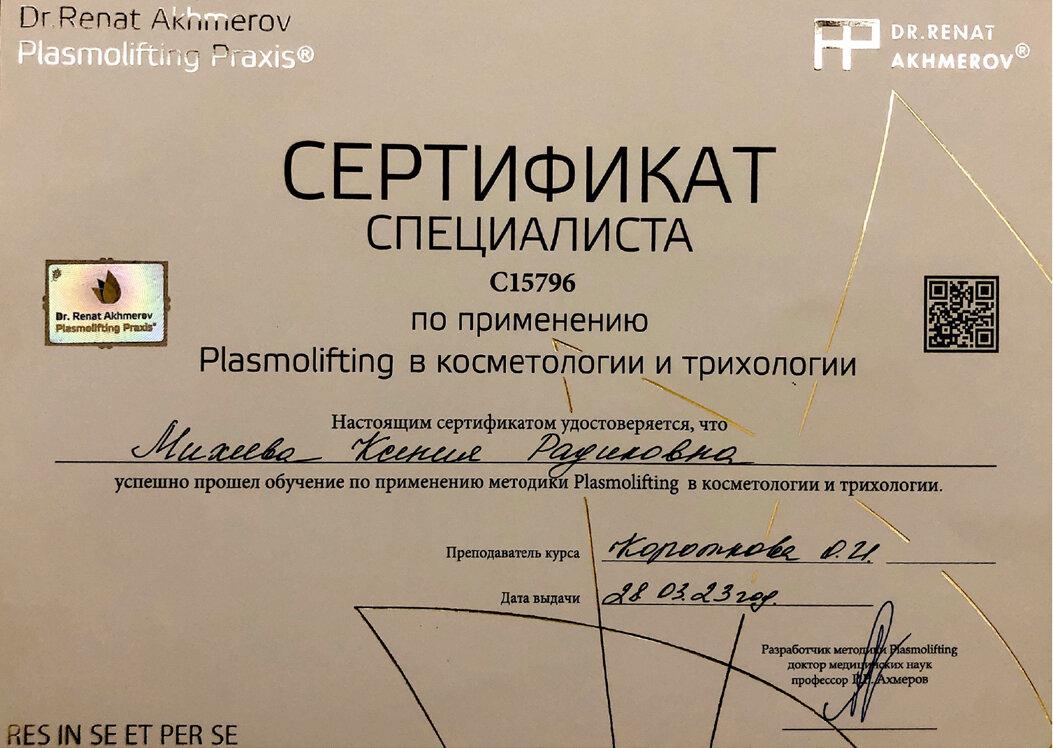 Dr.Renat Akhmerov
Plasmolifting Praxis®
DR.RENAT
AKHMEROV®
СЕРТИФИКАТ
СПЕЦИАЛИСТА
С15796
по применению
Plasmolifting в косметологии и трихологии
Dr. Renat Akhmerov
Plasmolifting Praxis®
Настоящим сертификатом удостоверяется, что
Михеева Ксения Радиковна
успешно прошел обучение по применению методики Plasmolifting в косметологии и трихологии.
Преподаватель курса Короткова О.И.
Дата выдачи 28.03.23 год.
Разработчик методики Plasmolifting
доктор медицинских наук
профессор Р.Р. Ахмеров
RES IN SE ET PER SE